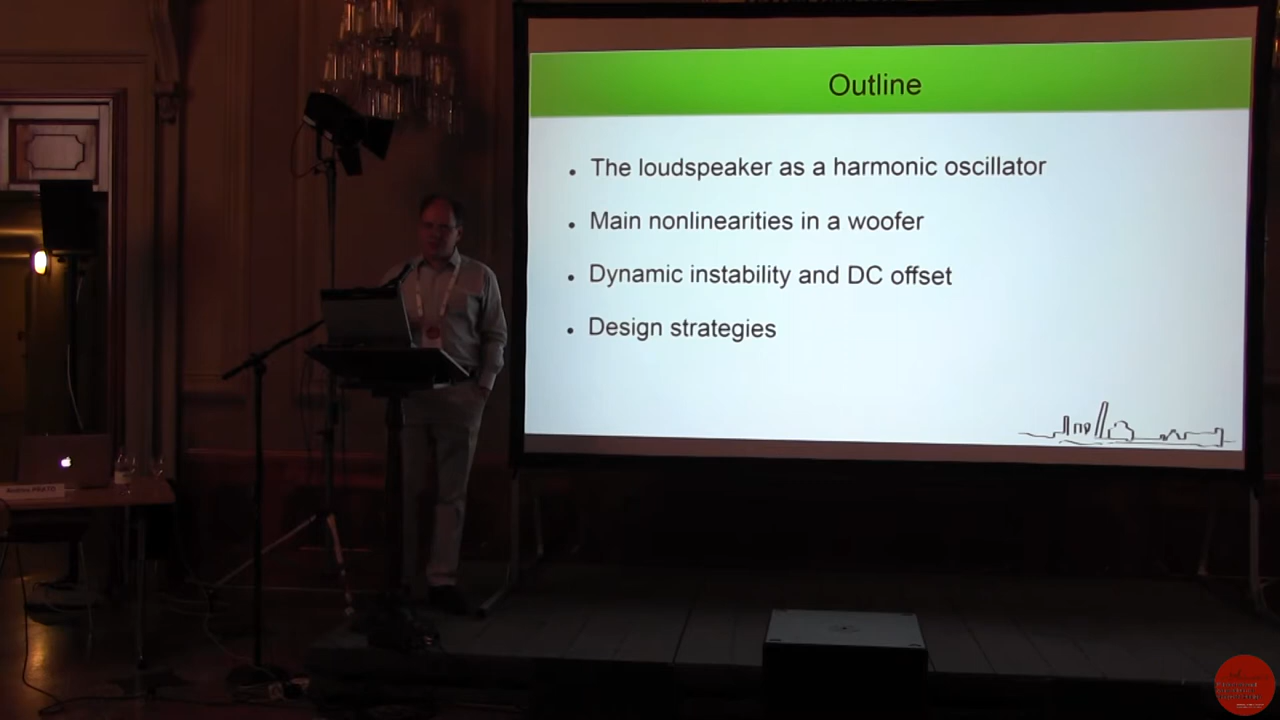 Outline
The loudspeaker as a harmonic oscillator
Main nonlinearities in a woofer
Dynamic instability and DC offset
Design strategies